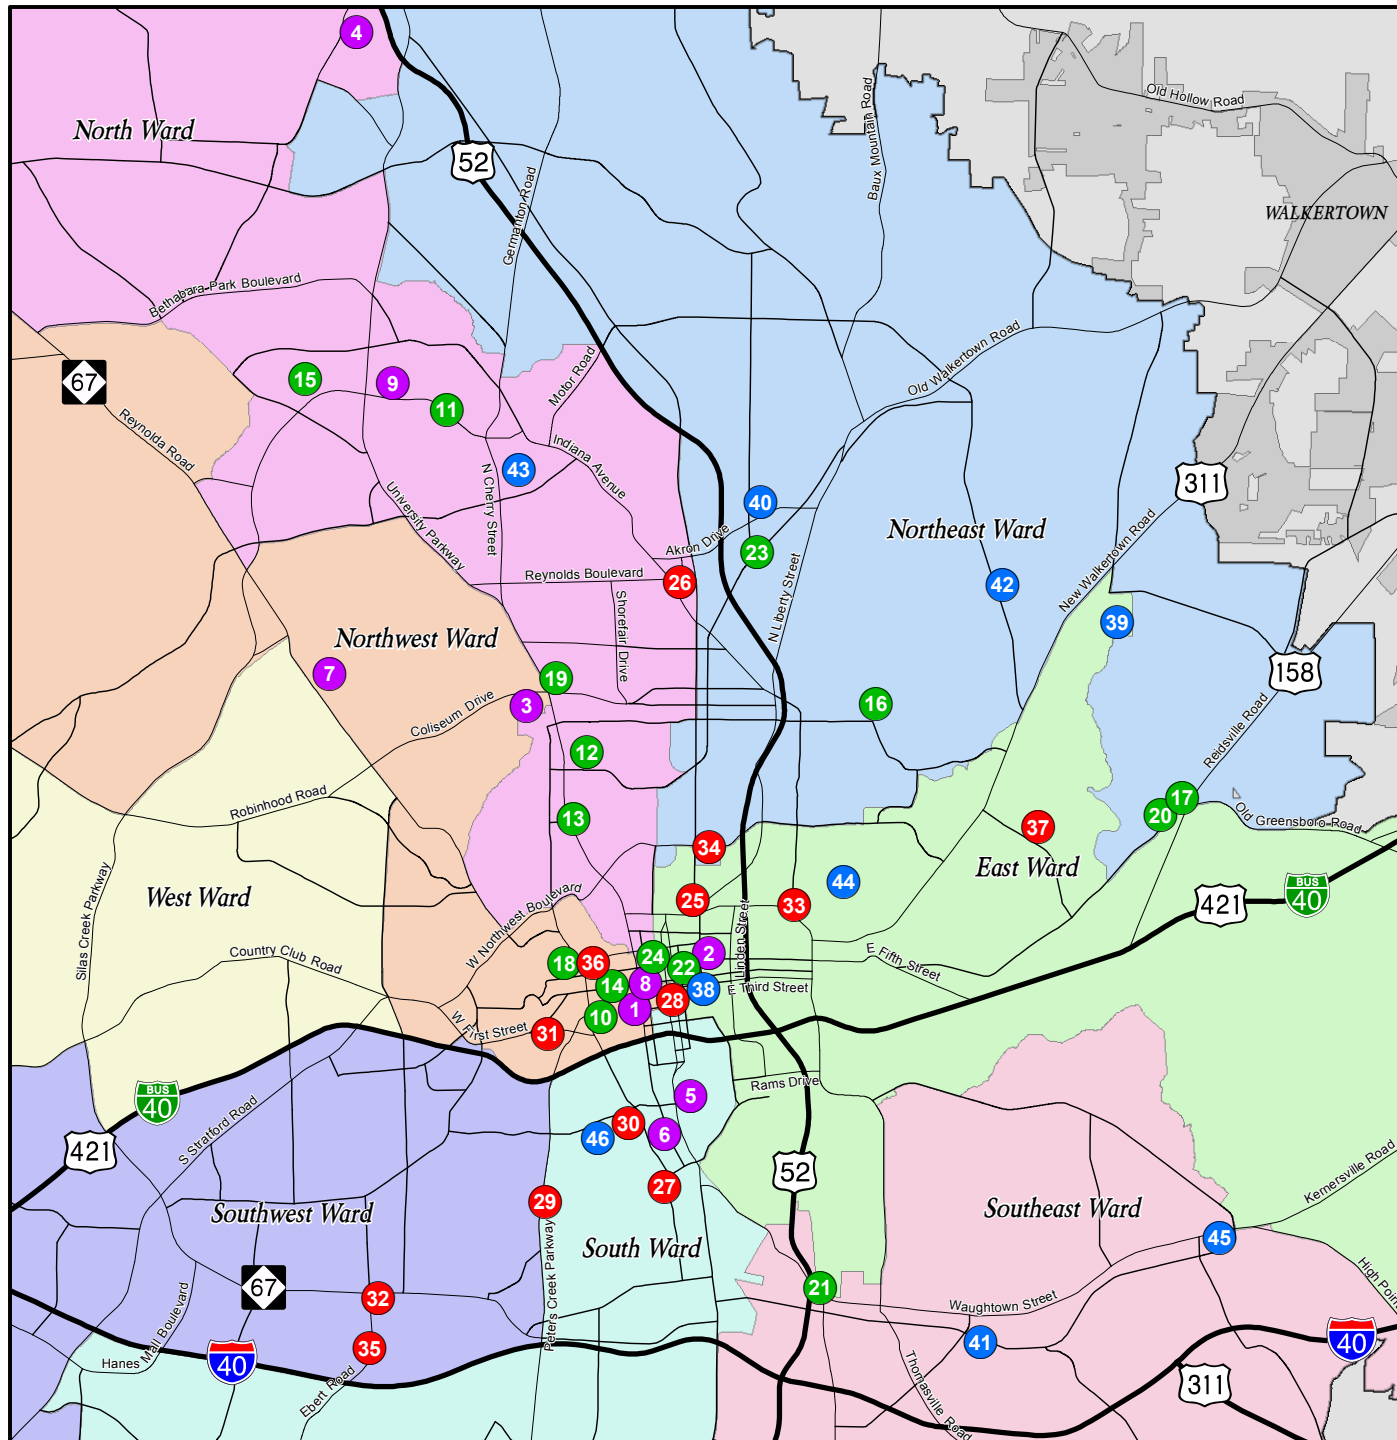 4
Old Hollow Road
North Ward
52
Baux Mountain Road
Germanton Road
WALKERTOWN
Bethabara Park Boulevard
Old Walkertown Road
Motor Road
67
15
9
11
Reynolda Road
Indiana Avenue
43
N Cherry Street
University Parkway
311
40
Northeast Ward
Akron Drive
23
New Walkertown Road
Reynolds Boulevard
26
42
Shorefair Drive
N Liberty Street
39
Northwest Ward
7
19
158
3
16
Coliseum Drive
Reidsville Road
12
Robinhood Road
17
20
13
Old Greensboro Road
37
34
East Ward
44
West Ward
25
33
BUS
40
421
W Northwest Boulevard
Silas Creek Parkway
Linden Street
Country Club Road
24
2
E Fifth Street
18
36
22
14
8
38
E Third Street
28
1
10
W First Street
31
Rams Drive
BUS
40
5
S Stratford Road
30
6
46
421
52
Kernersville Road
27
29
Southwest Ward
Southeast Ward
45
South Ward
Peters Creek Parkway
67
21
High Poin
32
Waughtown Street
Hanes Mall Boulevard
35
41
40
40
Ebert Road
Thomasville Road
311